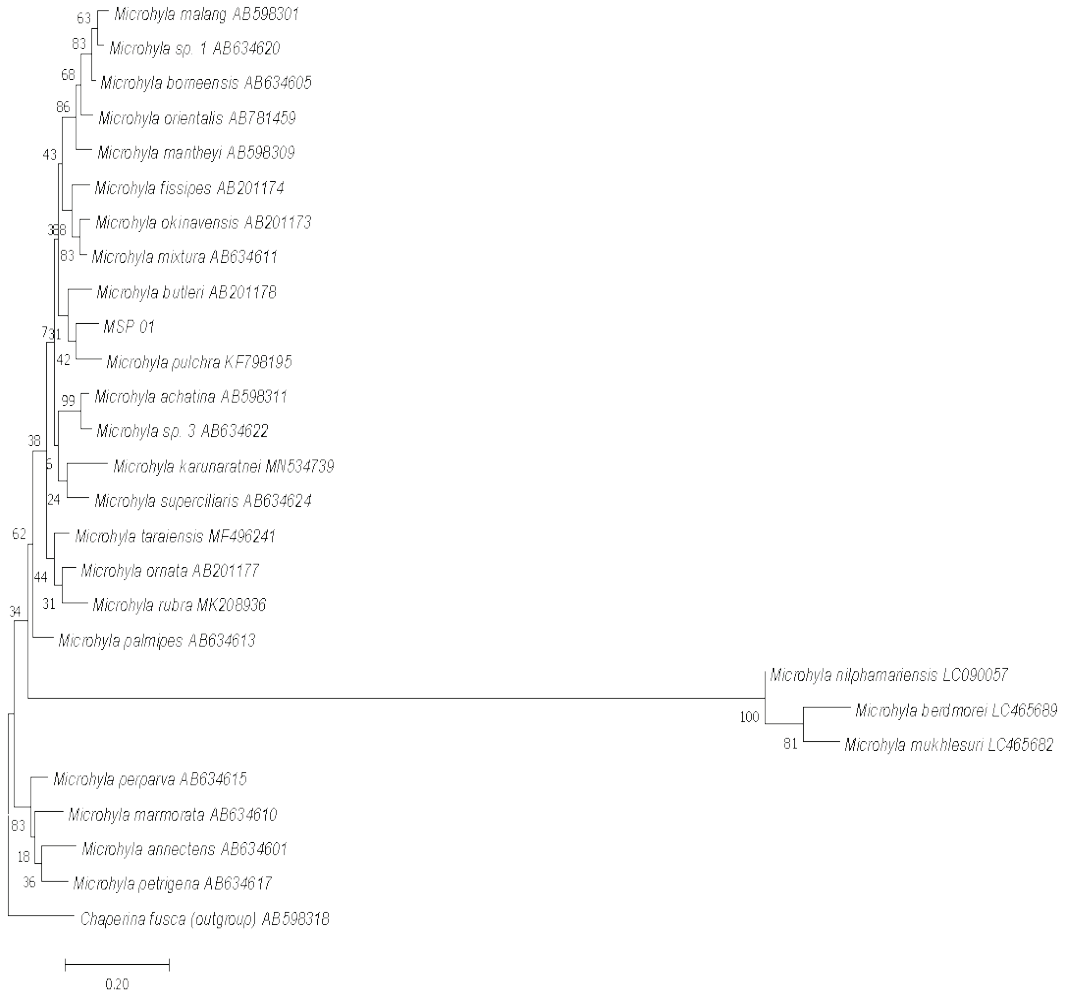 63
Microhyla malang AB598301
83
Microhyla sp. 1 AB634620
68
Microhyla borneensis AB634605
86
Microhyla orientalis AB781459
43
Microhyla mantheyi AB598309
Microhyla fissipes AB201174
Microhyla okinavensis AB201173
83
Microhyla mixtura AB634611
Microhyla butleri AB201178
MSP 01
42
Microhyla pulchra KF798195
99
Microhyla achatina AB598311
Microhyla sp. 3 AB634622
38
6
Microhyla karunaratnei MN534739
24
Microhyla superciliaris AB634624
62
Microhyla taraiensis MF496241
44
Microhyla ornata AB201177
31
Microhyla rubra MK208936
34
Microhyla palmipes AB634613
Microhyla nilphamariensis LC090057
100
Microhyla berdmorei LC465689
81
Microhyla mukhlesuri LC465682
Microhyla perparva AB634615
83
Microhyla marmorata AB634610
18
Microhyla annectens AB634601
36
Microhyla petrigena AB634617
Chaperina fusca (outgroup) AB598318
0.20